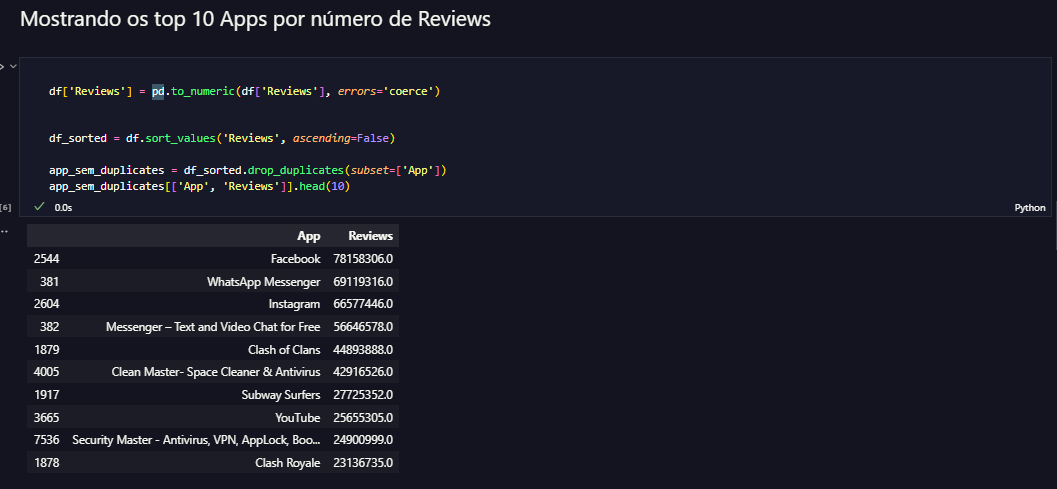 Mostrando os top 10 Apps por número de Reviews
df['Reviews'] = pd.to_numeric(df['Reviews'], errors='coerce')
df_sorted = df.sort_values('Reviews', ascending=False)
app_sem_duplicates = df_sorted.drop_duplicates(subset=['App'])
app_sem_duplicates[['App', 'Reviews']].head(10)
[6] 0.0s Python
App Reviews
2544 Facebook 78158306.0
381 WhatsApp Messenger 69119316.0
2604 Instagram 66577446.0
382 Messenger – Text and Video Chat for Free 56646578.0
1879 Clash of Clans 44893888.0
4005 Clean Master- Space Cleaner & Antivirus 42916526.0
1917 Subway Surfers 27725352.0
3665 YouTube 25655305.0
7536 Security Master - Antivirus, VPN, AppLock, Boo... 24900999.0
1878 Clash Royale 23136735.0